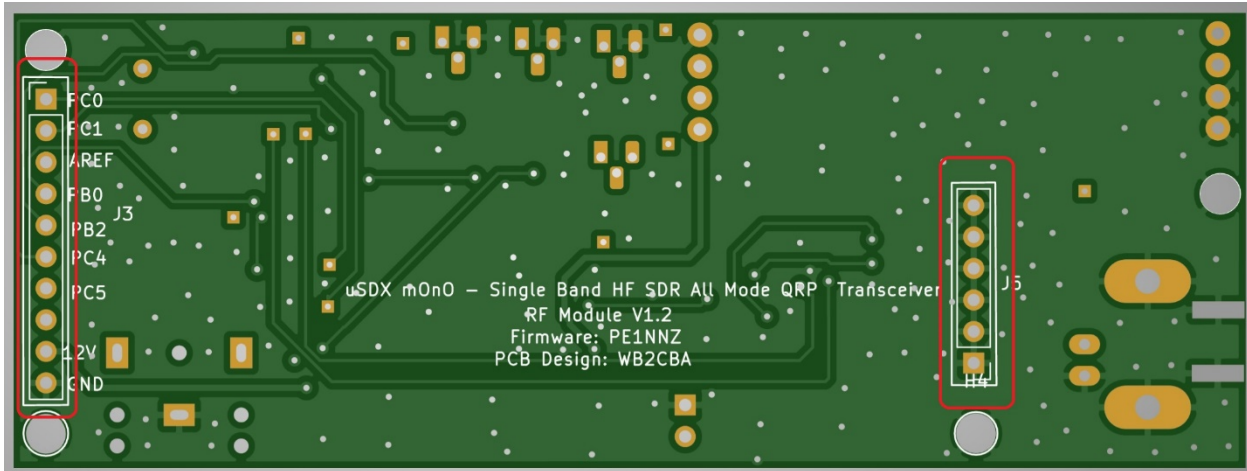 PC0
PC1
AREF
PB0
J3
PB2
PC4
PC5
12V
GND
J5
uSDX mOnO – Single Band HF SDR All Mode QRP Transceiver
RF Module V1.2
Firmware: PE1NNZ
PCB Design: WB2CBA
H4